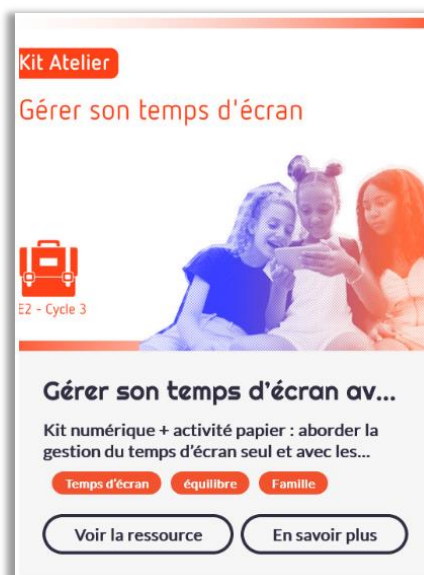 Kit Atelier
Gérer son temps d'écran
E2 - Cycle 3
Gérer son temps d'écran av...
Kit numérique + activité papier : aborder la
gestion du temps d'écran seul et avec les...
Temps d'écran équilibre Famille
Voir la ressource En savoir plus